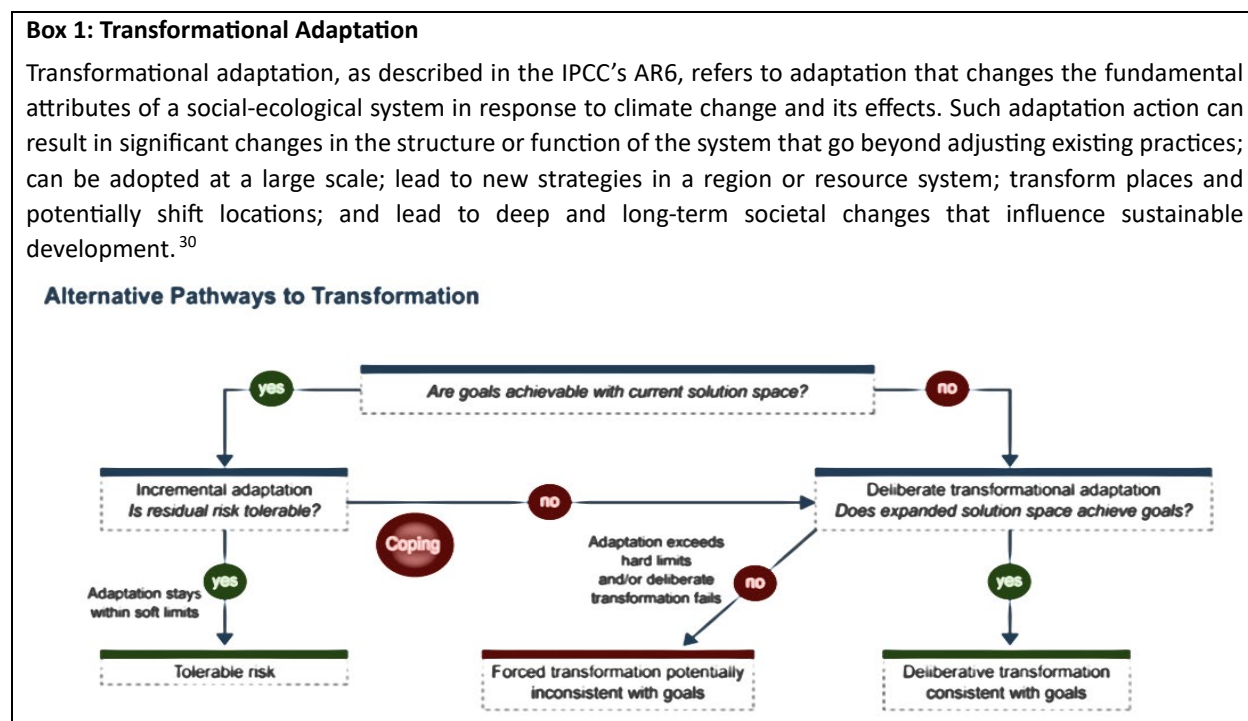 Box 1: Transformational Adaptation
Transformational adaptation, as described in the IPCC’s AR6, refers to adaptation that changes the fundamental
attributes of a social-ecological system in response to climate change and its effects. Such adaptation action can
result in significant changes in the structure or function of the system that go beyond adjusting existing practices;
can be adopted at a large scale; lead to new strategies in a region or resource system; transform places and
potentially shift locations; and lead to deep and long-term societal changes that influence sustainable
development. 30
Alternative Pathways to Transformation
yes
Are goals achievable with current solution space?
no
Incremental adaptation
Is residual risk tolerable?
no
Deliberate transformational adaptation
Does expanded solution space achieve goals?
Coping
yes
Adaptation stays
within soft limits
Adaptation exceeds
hard limits
and/or deliberate
transformation fails
no
yes
Tolerable risk
Forced transformation potentially
inconsistent with goals
Deliberative transformation
consistent with goals